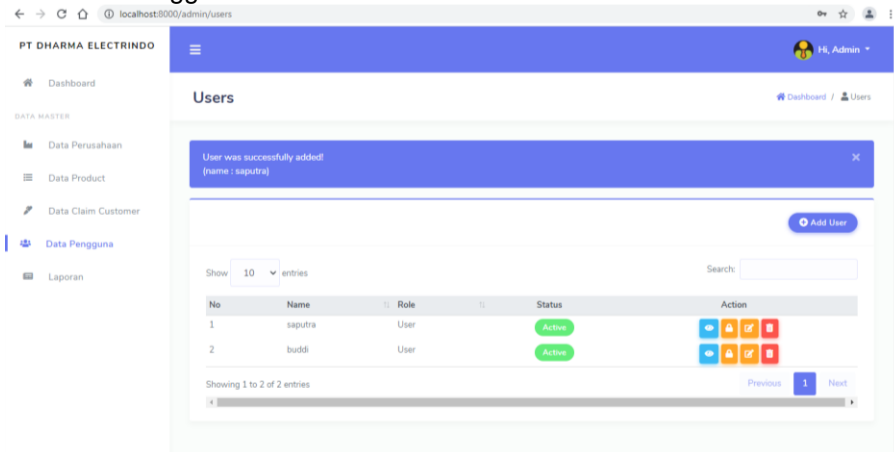 localhost:8000/admin/users
PT DHARMA ELECTRINDO
Hi, Admin
Dashboard
Users
Dashboard / Users
DATA MASTER
Data Perusahaan
User was successfully added!
(name : saputra)
Data Product
Data Claim Customer
Add User
Data Pengguna
Show 10 entries
Search:
Laporan
No Name Role Status Action
1 saputra User Active
2 buddi User Active
Showing 1 to 2 of 2 entries
Previous 1 Next